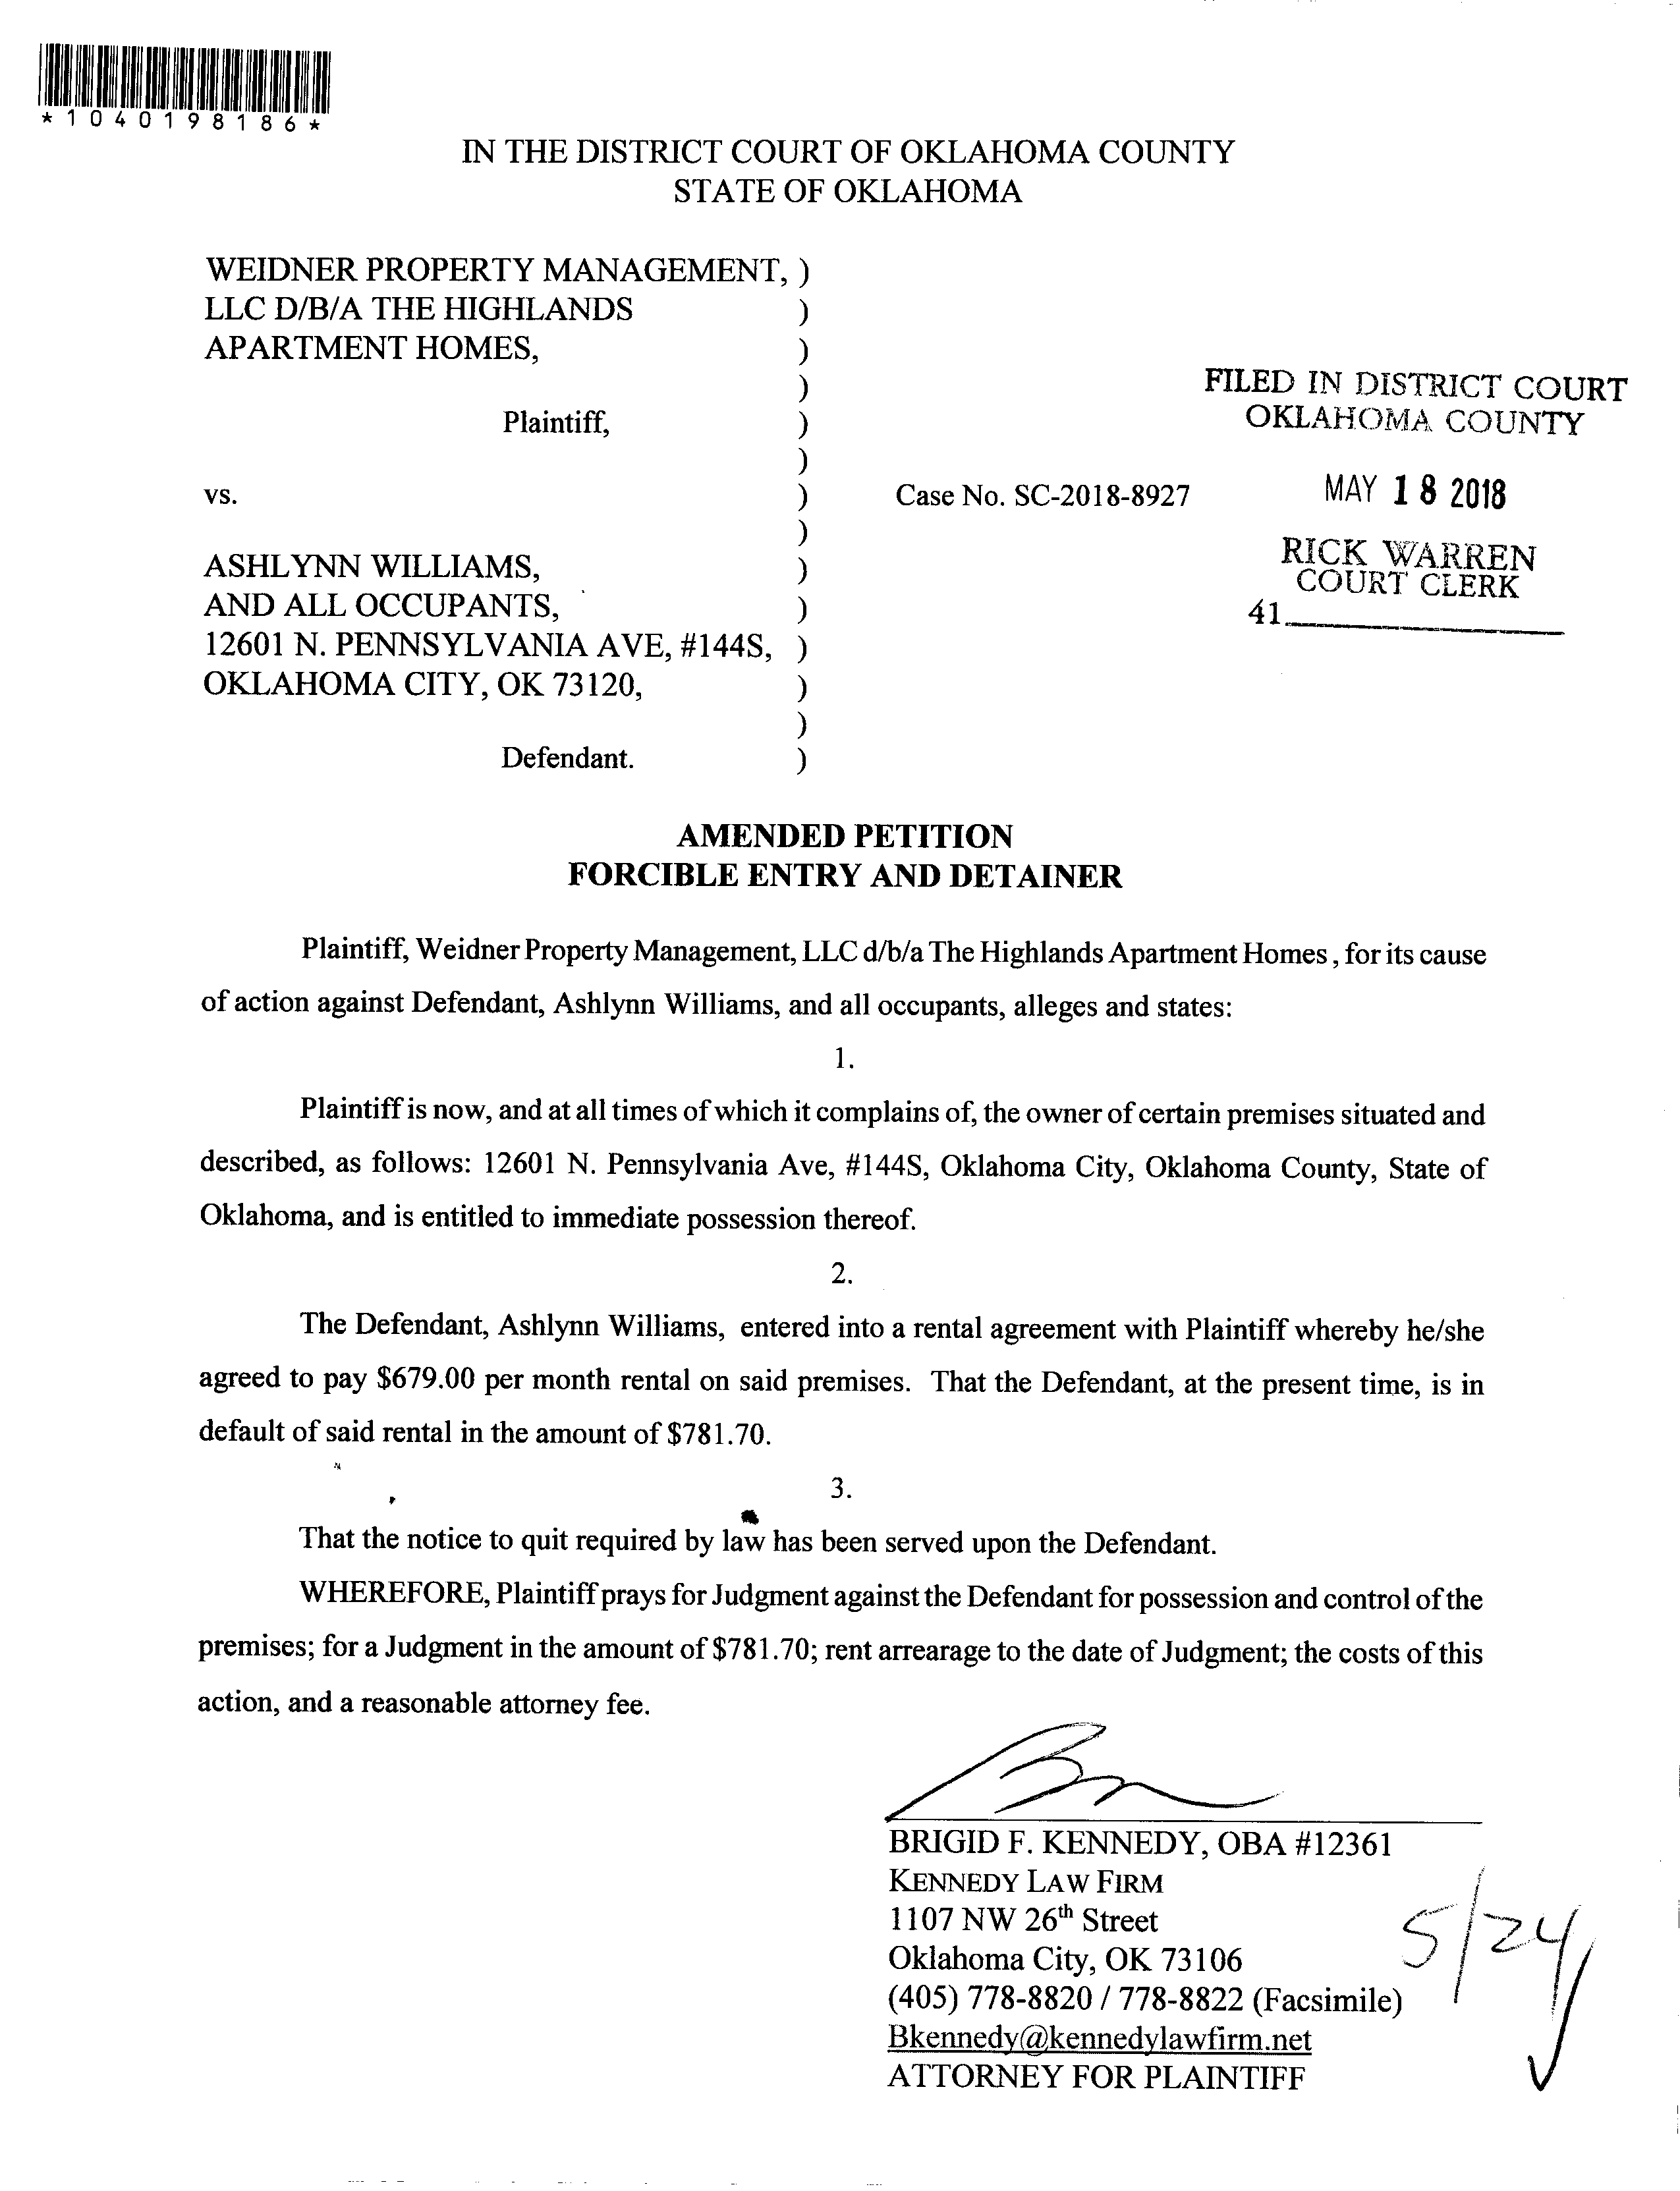 *1040198186*
IN THE DISTRICT COURT OF OKLAHOMA COUNTY
STATE OF OKLAHOMA
WEIDNER PROPERTY MANAGEMENT, )
LLC D/B/A THE HIGHLANDS )
APARTMENT HOMES, )
)
Plaintiff, )
)
vs. )
)
ASHLYNN WILLIAMS, )
AND ALL OCCUPANTS, )
12601 N. PENNSYLVANIA AVE, #144S, )
OKLAHOMA CITY, OK 73120, )
)
Defendant. )
Case No. SC-2018-8927
FILED IN DISTRICT COURT
OKLAHOMA COUNTY
MAY 18 2018
RICK WARREN
COURT CLERK
41
AMENDED PETITION
FORCIBLE ENTRY AND DETAINER
Plaintiff, Weidner Property Management, LLC d/b/a The Highlands Apartment Homes , for its cause
of action against Defendant, Ashlynn Williams, and all occupants, alleges and states:
1.
Plaintiff is now, and at all times of which it complains of, the owner of certain premises situated and
described, as follows: 12601 N. Pennsylvania Ave, #144S, Oklahoma City, Oklahoma County, State of
Oklahoma, and is entitled to immediate possession thereof.
2.
The Defendant, Ashlynn Williams, entered into a rental agreement with Plaintiff whereby he/she
agreed to pay $679.00 per month rental on said premises. That the Defendant, at the present time, is in
default of said rental in the amount of $781.70.
3.
That the notice to quit required by law has been served upon the Defendant.
WHEREFORE, Plaintiff prays for Judgment against the Defendant for possession and control of the
premises; for a Judgment in the amount of $781.70; rent arrearage to the date of Judgment; the costs of this
action, and a reasonable attorney fee.
BRIGID F. KENNEDY, OBA #12361
KENNEDY LAW FIRM
1107 NW 26th Street
Oklahoma City, OK 73106
(405) 778-8820 / 778-8822 (Facsimile)
Bkennedy@kennedylawfirm.net
ATTORNEY FOR PLAINTIFF
5/24